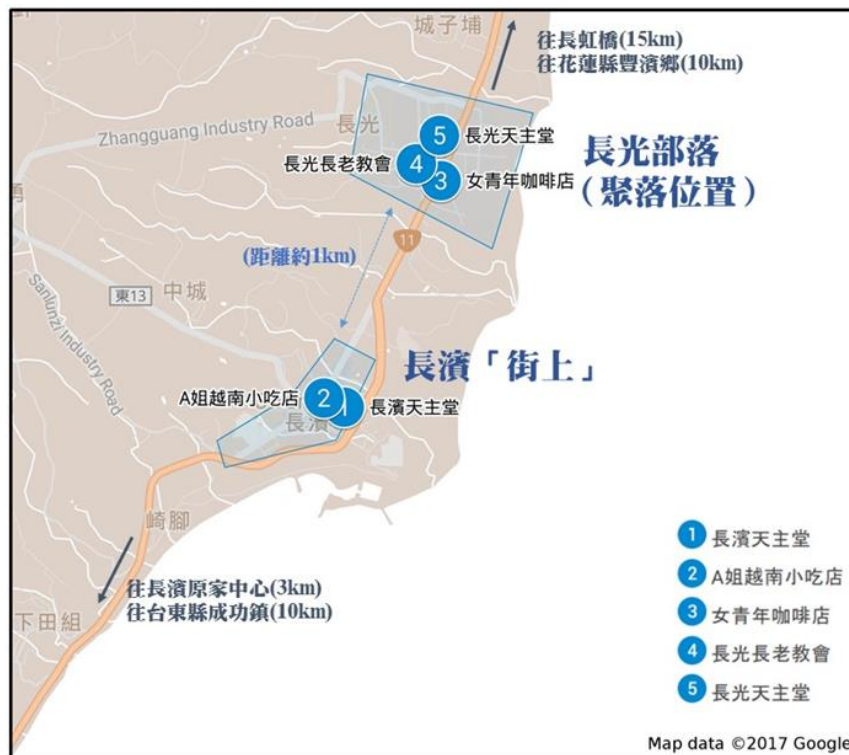 城子埔
往長虹橋(15km)
往花蓮縣豐濱鄉(10km)
Zhangguang Industry Road
長光
5
長光天主堂
長光長老教會
4
3
女青年咖啡店
長光部落
(聚落位置)
11
(距離約1km)
中城
東13
Sanlunzi Industry Road
長濱「街上」
A姐越南小吃店
2
1
長濱天主堂
長濱
崎腳
往長濱原家中心(3km)
往台東縣成功鎮(10km)
下田組
1 長濱天主堂
2 A姐越南小吃店
3 女青年咖啡店
4 長光長老教會
5 長光天主堂
Map data ©2017 Google